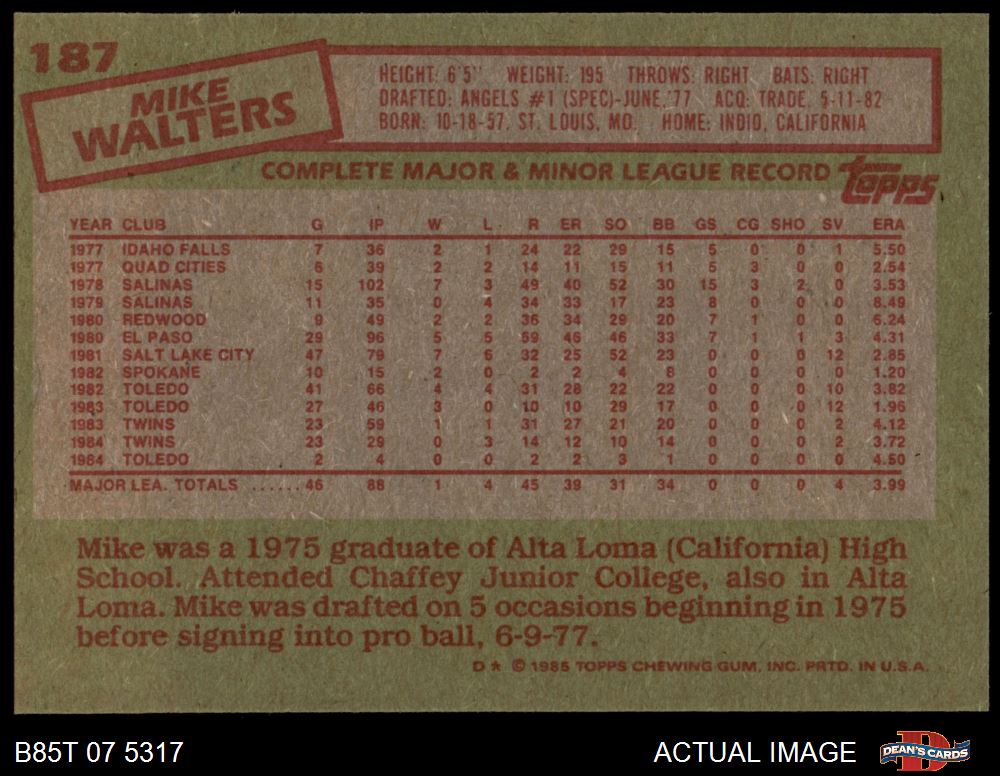 187
MIKE
WALTERS
HEIGHT: 6'5" WEIGHT: 195 THROWS: RIGHT BATS: RIGHT
DRAFTED: ANGELS #1 (SPEC)-JUNE,'77 ACQ: TRADE, 5-11-82
BORN: 10-18-57, ST. LOUIS, MO. HOME: INDIO, CALIFORNIA
COMPLETE MAJOR & MINOR LEAGUE RECORD topps
YEAR CLUB G IP W L R ER SO BB GS CG SHO SV ERA
1977 IDAHO FALLS 7 36 2 1 24 22 29 15 5 0 0 1 5.50
1977 QUAD CITIES 6 39 2 2 14 11 15 11 5 3 0 0 2.54
1978 SALINAS 15 102 7 3 49 40 52 30 15 3 2 0 3.53
1979 SALINAS 11 35 0 4 34 33 17 23 8 0 0 0 8.49
1980 REDWOOD 9 49 2 2 36 34 29 20 7 1 0 0 6.24
1980 EL PASO 29 96 5 5 59 46 46 33 7 1 1 3 4.31
1981 SALT LAKE CITY 47 79 7 6 32 25 52 23 0 0 0 12 2.85
1982 SPOKANE 10 15 2 0 2 2 4 8 0 0 0 0 1.20
1982 TOLEDO 41 66 4 4 31 28 22 22 0 0 0 10 3.82
1983 TOLEDO 27 46 3 0 10 10 29 17 0 0 0 12 1.96
1983 TWINS 23 59 1 1 31 27 21 20 0 0 0 2 4.12
1984 TWINS 23 29 0 3 14 12 10 14 0 0 0 2 3.72
1984 TOLEDO 2 4 0 0 2 2 3 1 0 0 0 0 4.50
MAJOR LEA. TOTALS ......46 88 1 4 45 39 31 34 0 0 0 4 3.99
Mike was a 1975 graduate of Alta Loma (California) High
School. Attended Chaffey Junior College, also in Alta
Loma. Mike was drafted on 5 occasions beginning in 1975
before signing into pro ball, 6-9-77.
D★ © 1985 TOPPS CHEWING GUM, INC. PRTD. IN U.S.A.
B85T 07 5317 ACTUAL IMAGE DEAN'S CARDS